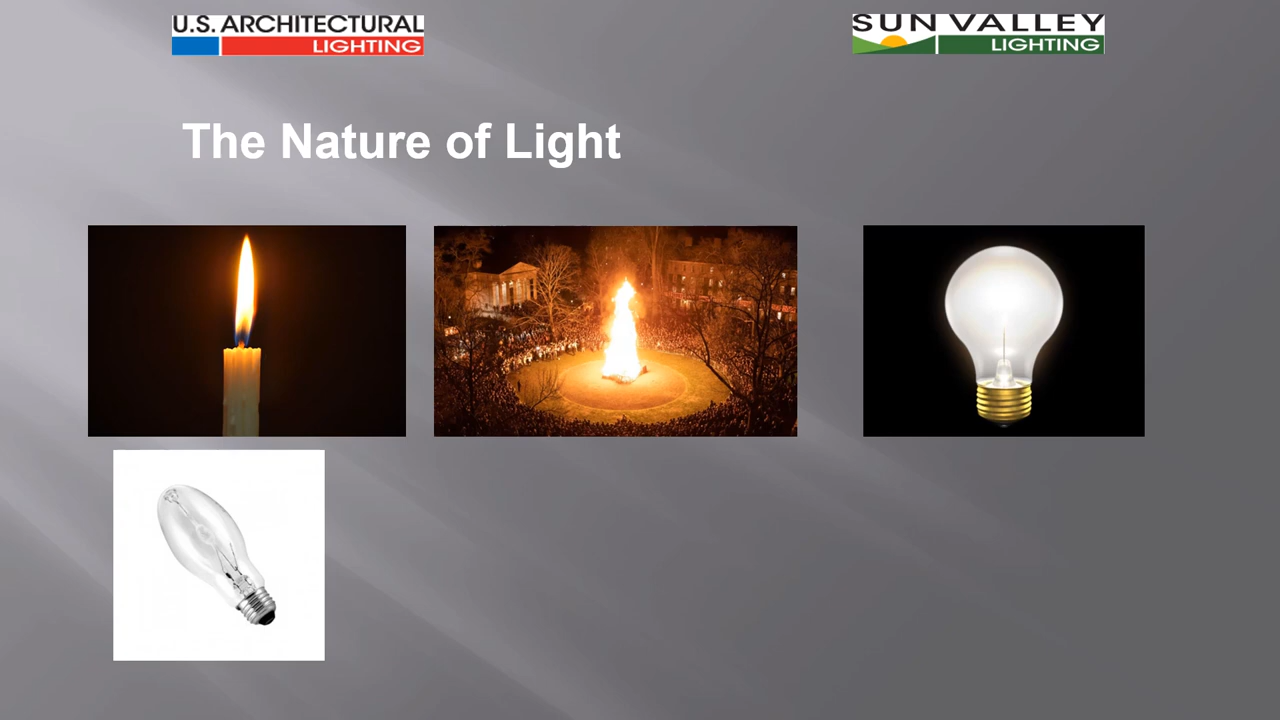 U.S. ARCHITECTURAL
LIGHTING
SUN VALLEY
LIGHTING
The Nature of Light